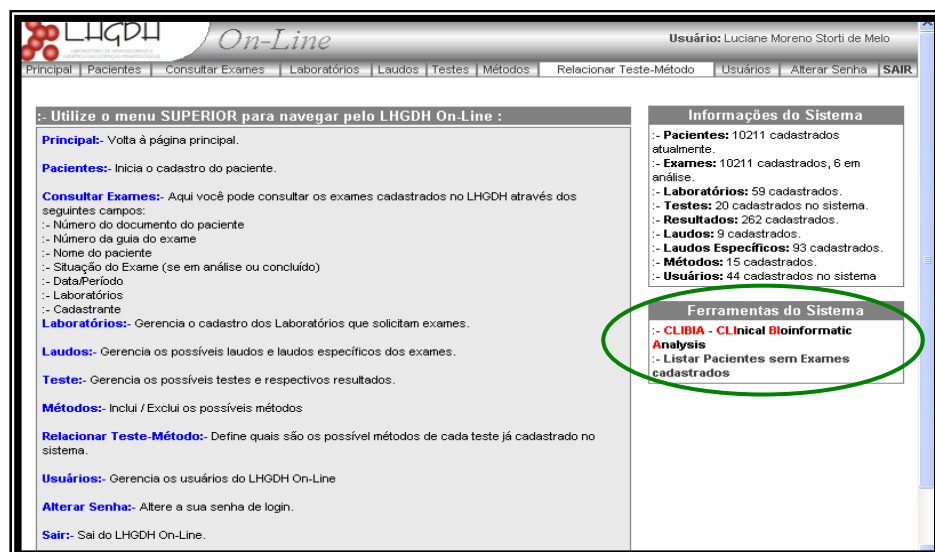 LHGDH
On-Line
LABORATÓRIO DE HEMOGLOBINAS E
GENÉTICA DAS DOENÇAS HEMATOLÓGICAS
Usuário: Luciane Moreno Storti de Melo
Principal | Pacientes | Consultar Exames | Laboratórios | Laudos | Testes | Métodos | Relacionar Teste-Método | Usuários | Alterar Senha | SAIR
:- Utilize o menu SUPERIOR para navegar pelo LHGDH On-Line :
Principal:- Volta à página principal.
Pacientes:- Inicia o cadastro do paciente.
Consultar Exames:- Aqui você pode consultar os exames cadastrados no LHGDH através dos
seguintes campos:
:- Número do documento do paciente
:- Número da guia do exame
:- Nome do paciente
:- Situação do Exame (se em análise ou concluído)
:- Data/Período
:- Laboratórios
:- Cadastrante
Laboratórios:- Gerencia o cadastro dos Laboratórios que solicitam exames.
Laudos:- Gerencia os possíveis laudos e laudos específicos dos exames.
Teste:- Gerencia os possíveis testes e respectivos resultados.
Métodos:- Inclui / Exclui os possíveis métodos
Relacionar Teste-Método:- Define quais são os possível métodos de cada teste já cadastrado no
sistema.
Usuários:- Gerencia os usuários do LHGDH On-Line
Alterar Senha:- Altere a sua senha de login.
Sair:- Sai do LHGDH On-Line.
Informações do Sistema
:- Pacientes: 10211 cadastrados
atualmente.
:- Exames: 10211 cadastrados, 6 em
análise.
:- Laboratórios: 59 cadastrados.
:- Testes: 20 cadastrados no sistema.
:- Resultados: 262 cadastrados.
:- Laudos: 9 cadastrados.
:- Laudos Específicos: 93 cadastrados.
:- Métodos: 15 cadastrados.
:- Usuários: 44 cadastrados no sistema
Ferramentas do Sistema
:- CLIBIA - CLInical BIoinformatic
Analysis
:- Listar Pacientes sem Exames
cadastrados